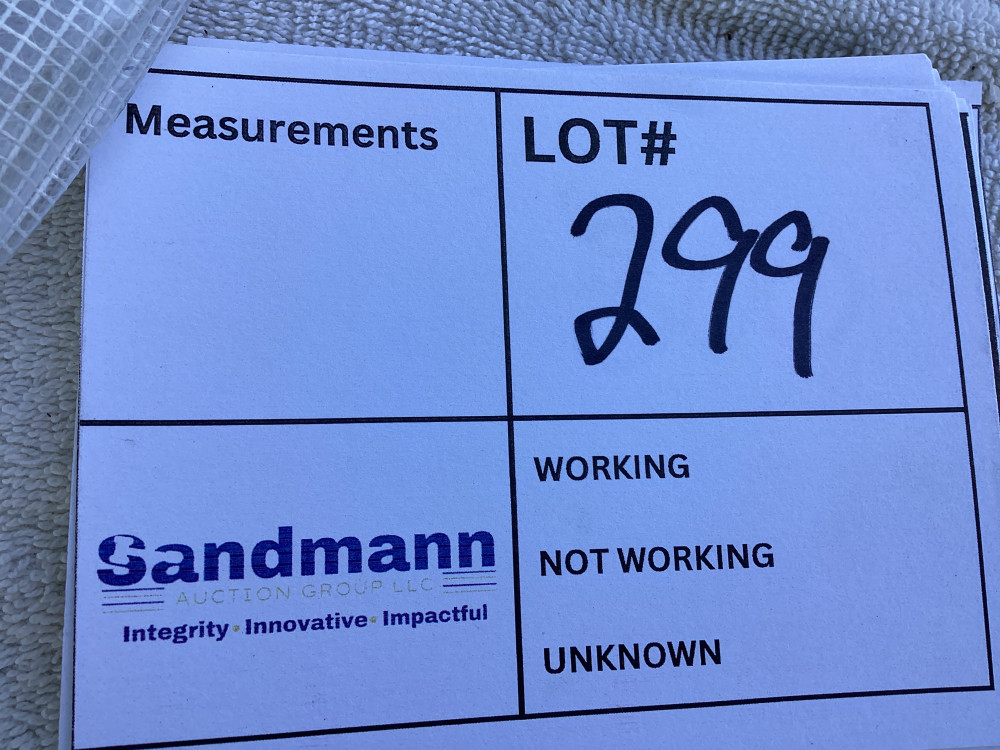 Measurements
LOT#
299
Sandmann
AUCTION GROUP LLC
Integrity • Innovative • Impactful
WORKING
NOT WORKING
UNKNOWN